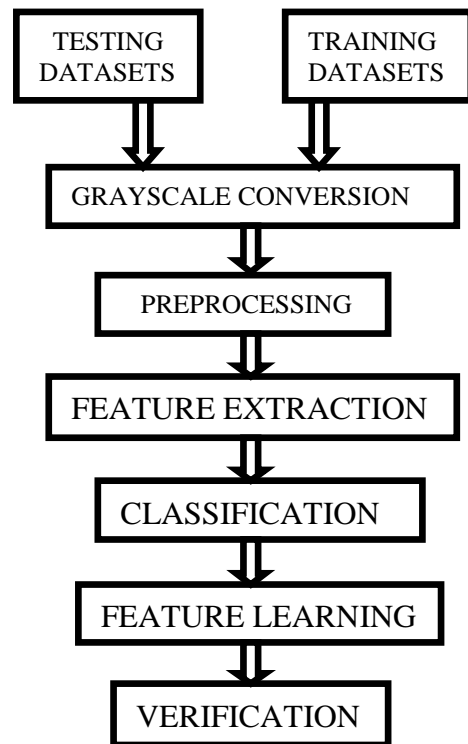 TESTING
DATASETS
TRAINING
DATASETS
GRAYSCALE CONVERSION
PREPROCESSING
FEATURE EXTRACTION
CLASSIFICATION
FEATURE LEARNING
VERIFICATION